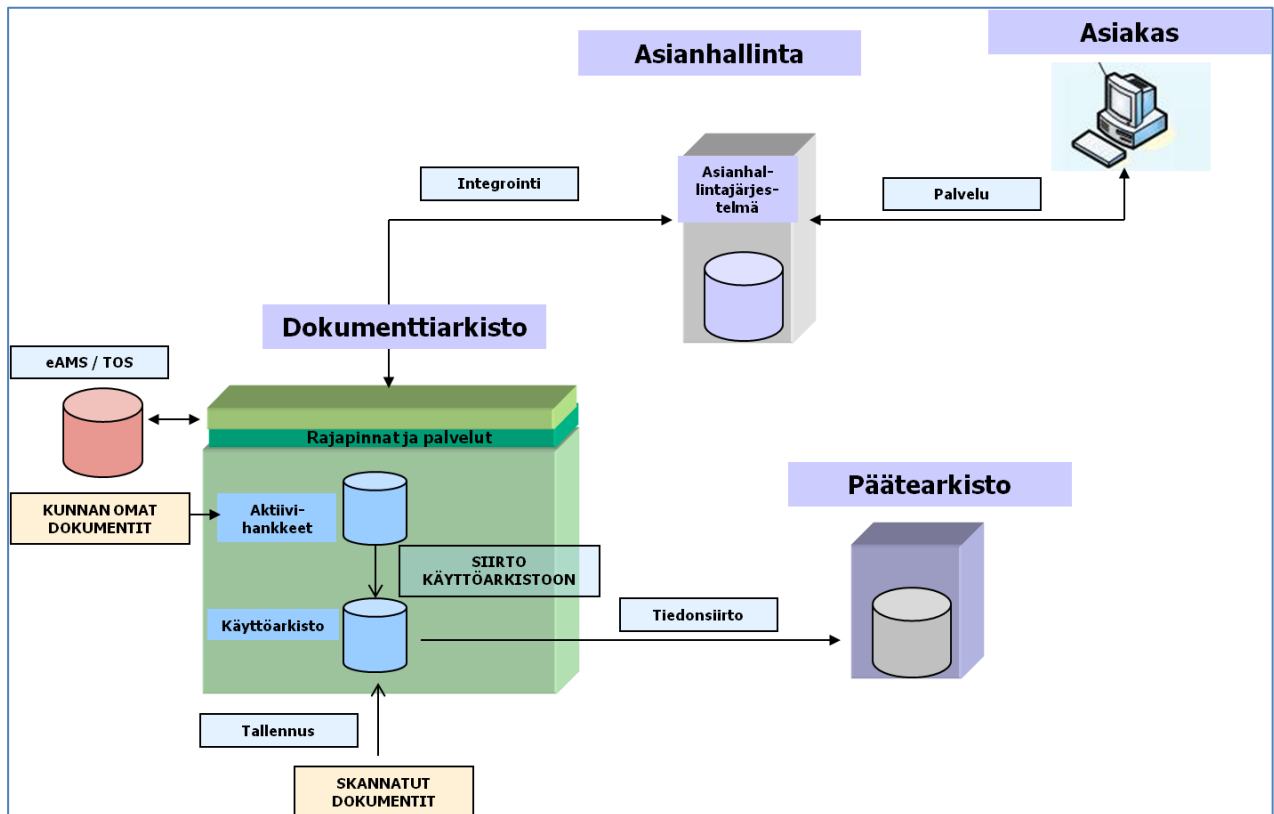 Asianhallinta
Asiakas
Integrointi
Asianhal-
lintajärjes-
telmä
Palvelu
Dokumenttiarkisto
eAMS / TOS
Rajapinnat ja palvelut
KUNNAN OMAT
DOKUMENTIT
Aktiivi-
hankkeet
SIIRTO
KÄYTTÖARKISTOON
Päätearkisto
Käyttöarkisto
Tiedonsiirto
Tallennus
SKANNATUT
DOKUMENTIT